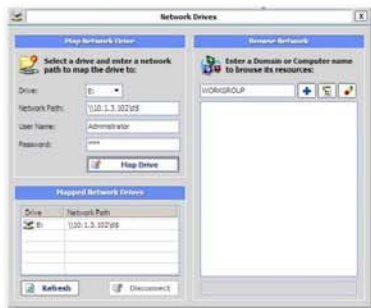 Network Drives
X
Map Network Drive
Select a drive and enter a network
path to map the drive to:
Drive:
E:
Network Path:
\\10.1.3.102\d$
User Name:
Administrator
Password:
****
Map Drive
Mapped Network Drives
Drive
Network Path
E:
\\10.1.3.102\d$
Refresh
Disconnect
Browse Network
Enter a Domain or Computer name
to browse its resources:
WORKGROUP